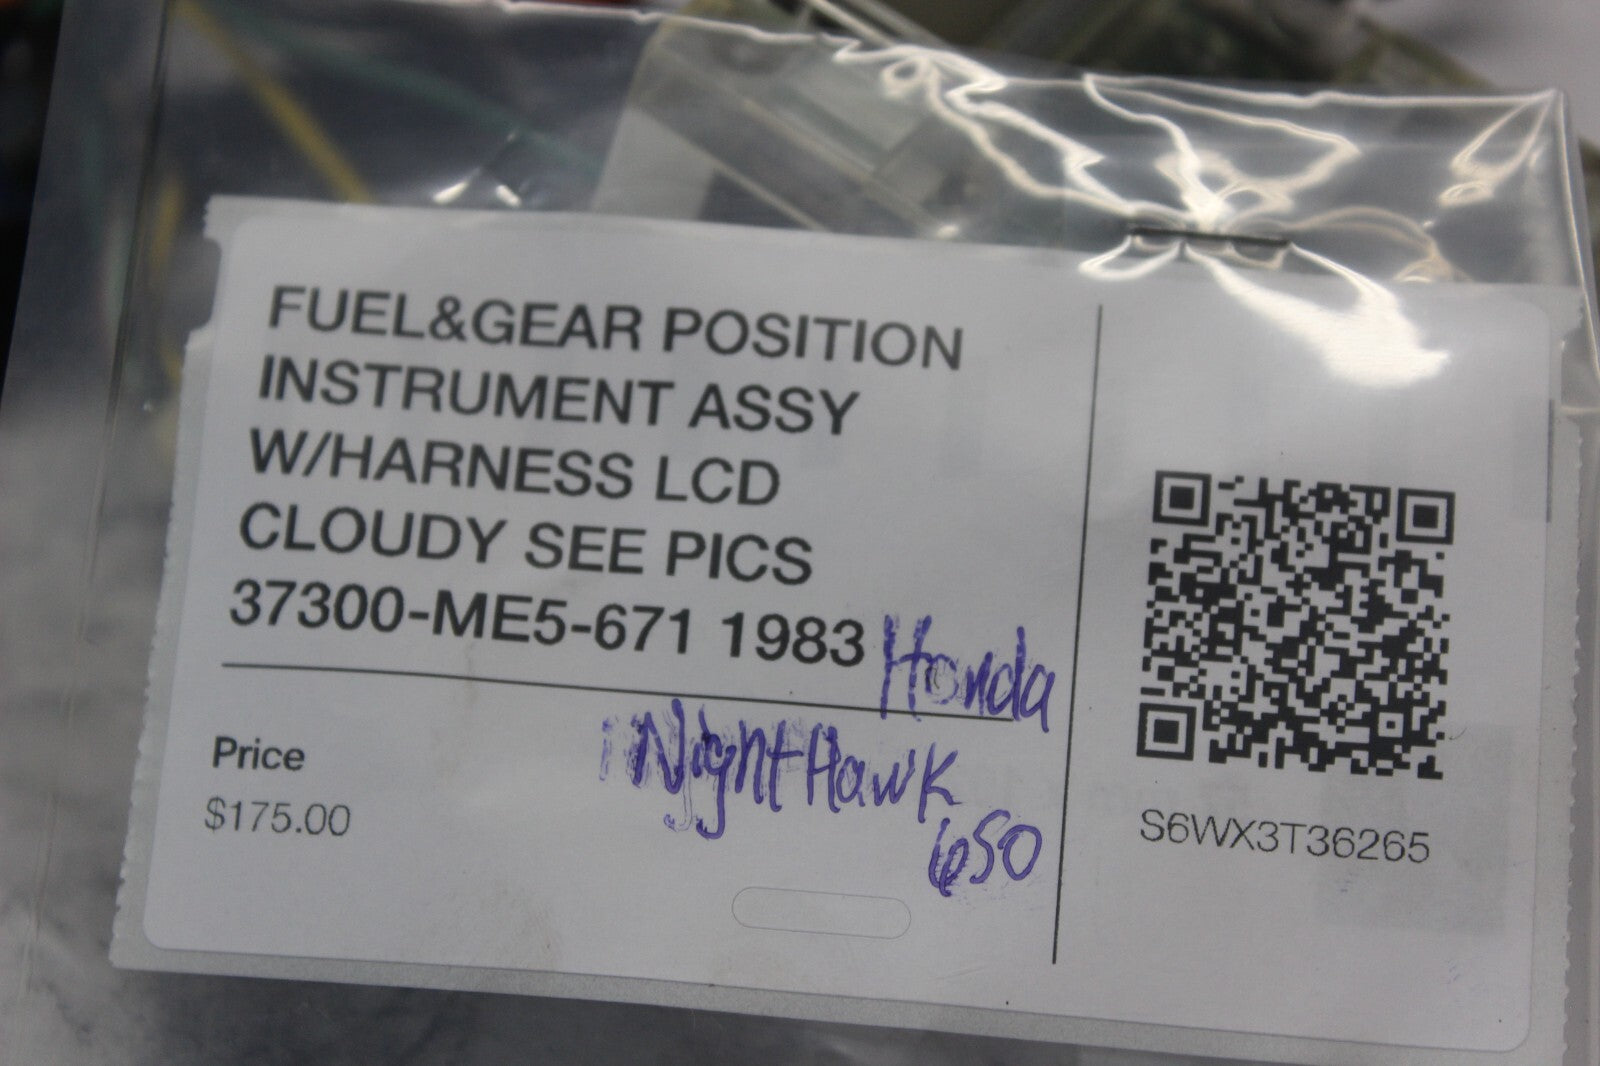 FUEL&GEAR POSITION
INSTRUMENT ASSY
W/HARNESS LCD
CLOUDY SEE PICS
37300-ME5-671 1983 Honda
NightHawk
650
Price
$175.00
S6WX3T36265